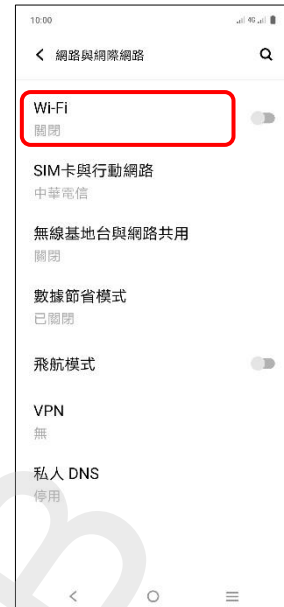 10:00
4G
網路與網際網路
Wi-Fi
關閉
SIM卡與行動網路
中華電信
無線基地台與網路共用
關閉
數據節省模式
已關閉
飛航模式
VPN
無
私人 DNS
停用